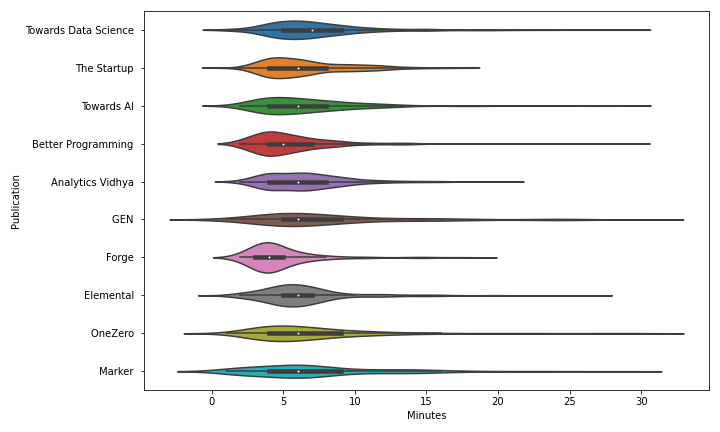 Towards Data Science
The Startup
Towards AI
Better Programming
Analytics Vidhya
GEN
Forge
Elemental
OneZero
Marker
Publication
0 5 10 15 20 25 30
Minutes